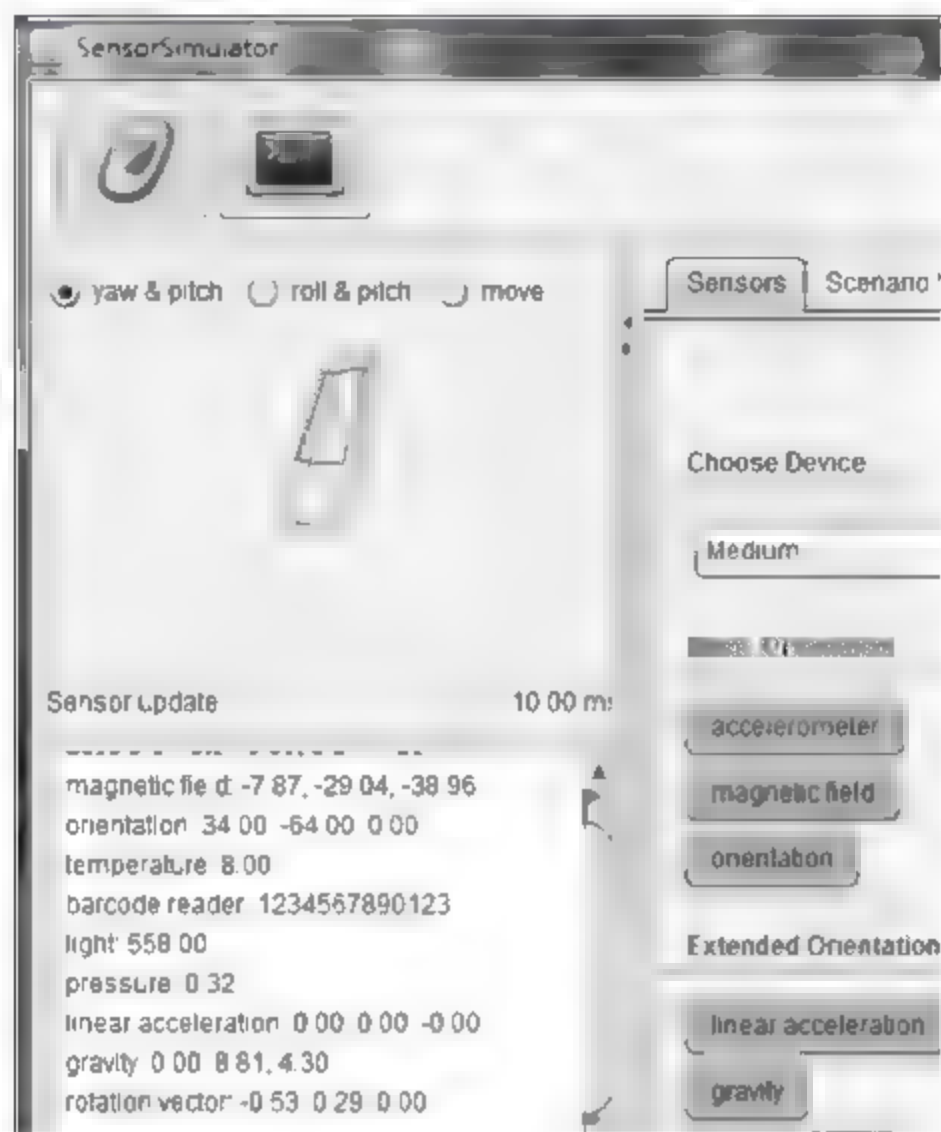 SensorSimulator
yaw & pitch roll & pitch move
Sensors Scenario
Choose Device
Medium
Sensor update 10.00 ms
accelerometer
magnetic field
orientation
Extended Orientation
linear acceleration
gravity
magnetic field: -7.87, -29.04, -38.96
orientation: 34.00, -64.00, 0.00
temperature: 8.00
barcode reader: 1234567890123
light: 558.00
pressure: 0.32
linear acceleration: 0.00, 0.00, -0.00
gravity: 0.00, 8.81, 4.30
rotation vector: -0.53, 0.29, 0.00